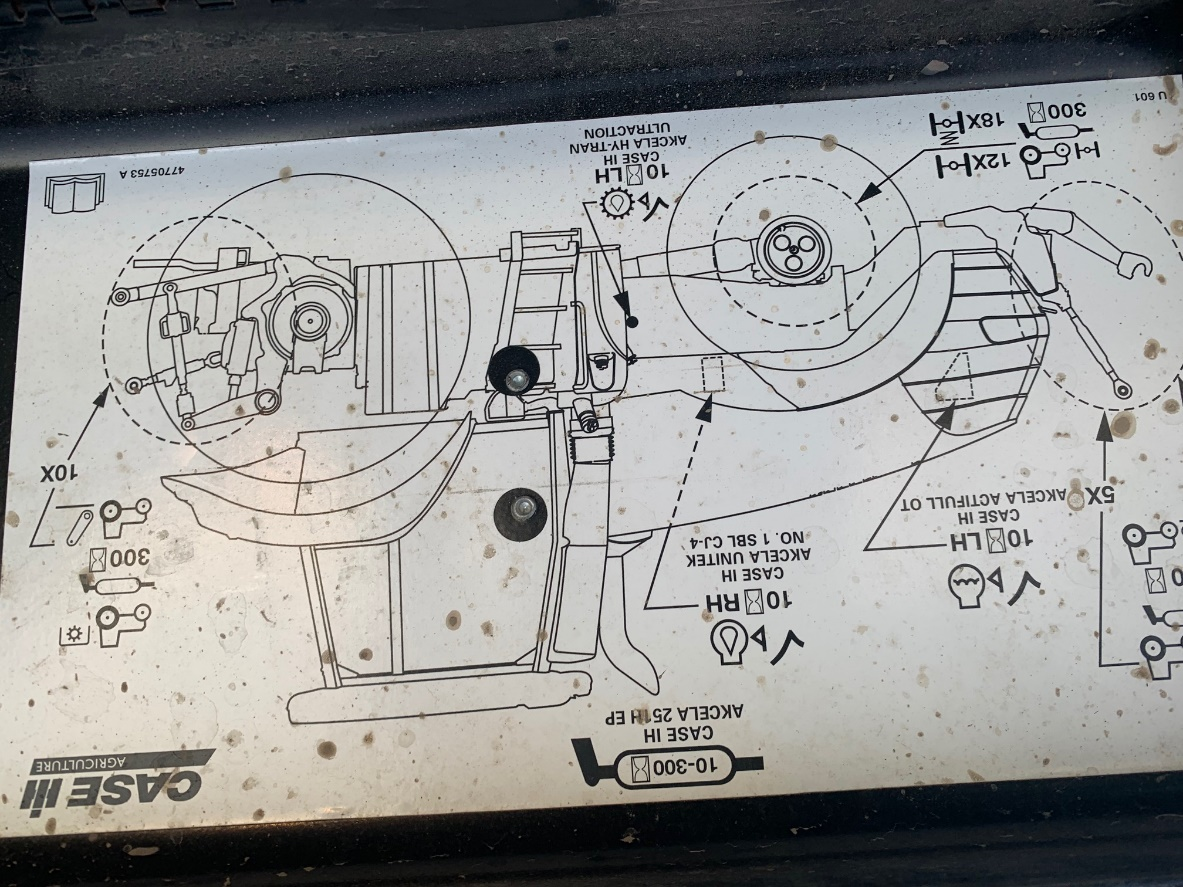 10-300
CASE IH
AKCELA 251H EP
CASE IH
AGRICULTURE
10 RH
CASE IH
AKCELA UNITEK
NO. 1 SBL CJ-4
10 LH
CASE IH
AKCELA ACTIFULL OT
5X
300
10X
12X
18X
300
10 LH
CASE IH
AKCELA HY-TRAN
ULTRACTION
U 601
47705753 A